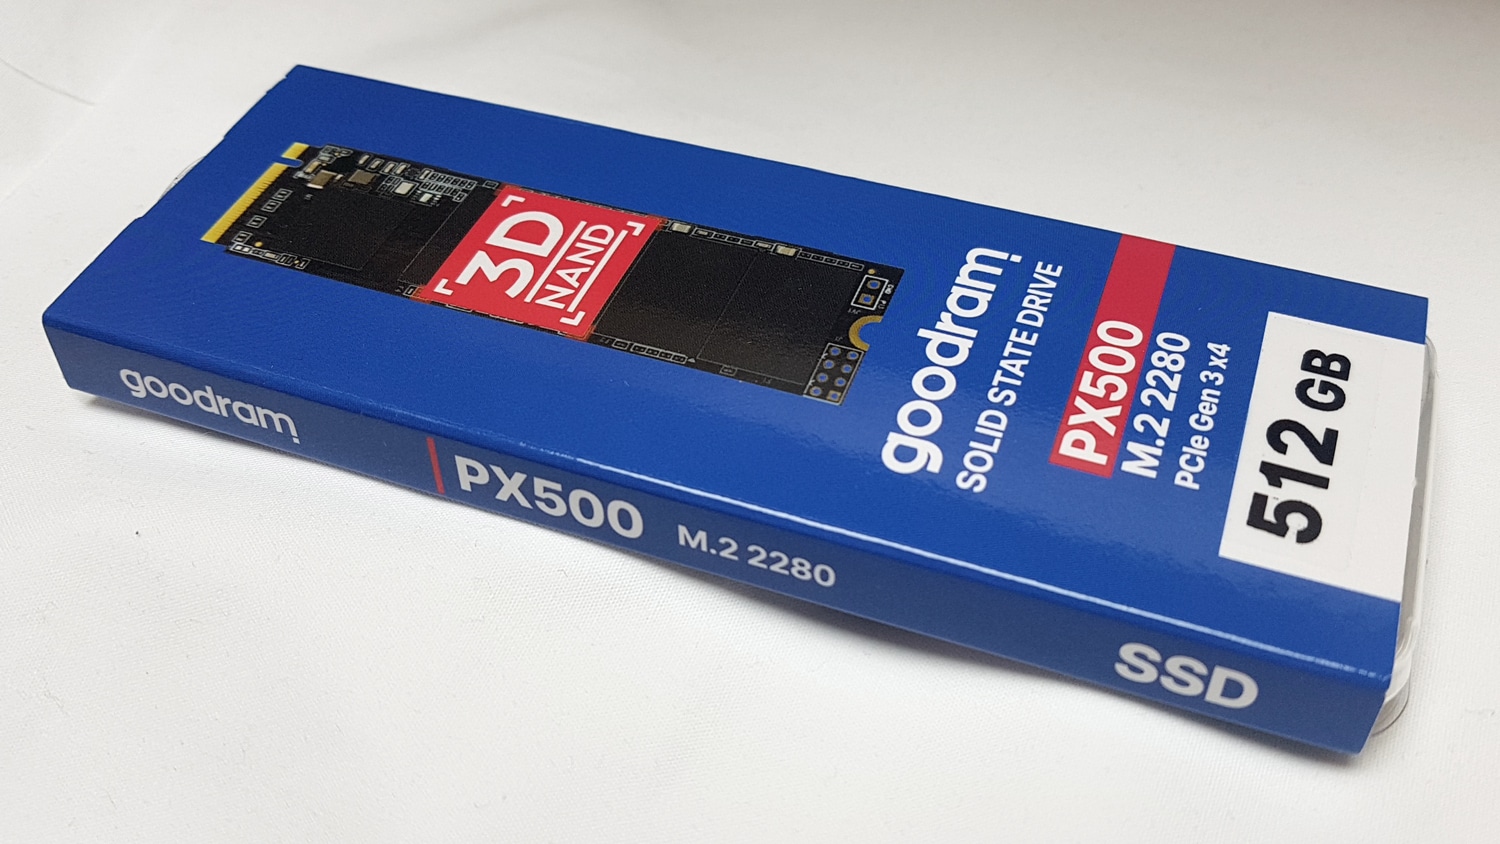 3D
NAND
goodram
SOLID STATE DRIVE
PX500
M.2 2280
PCIe Gen 3 x4
512 GB
goodram
PX500 M.2 2280
SSD